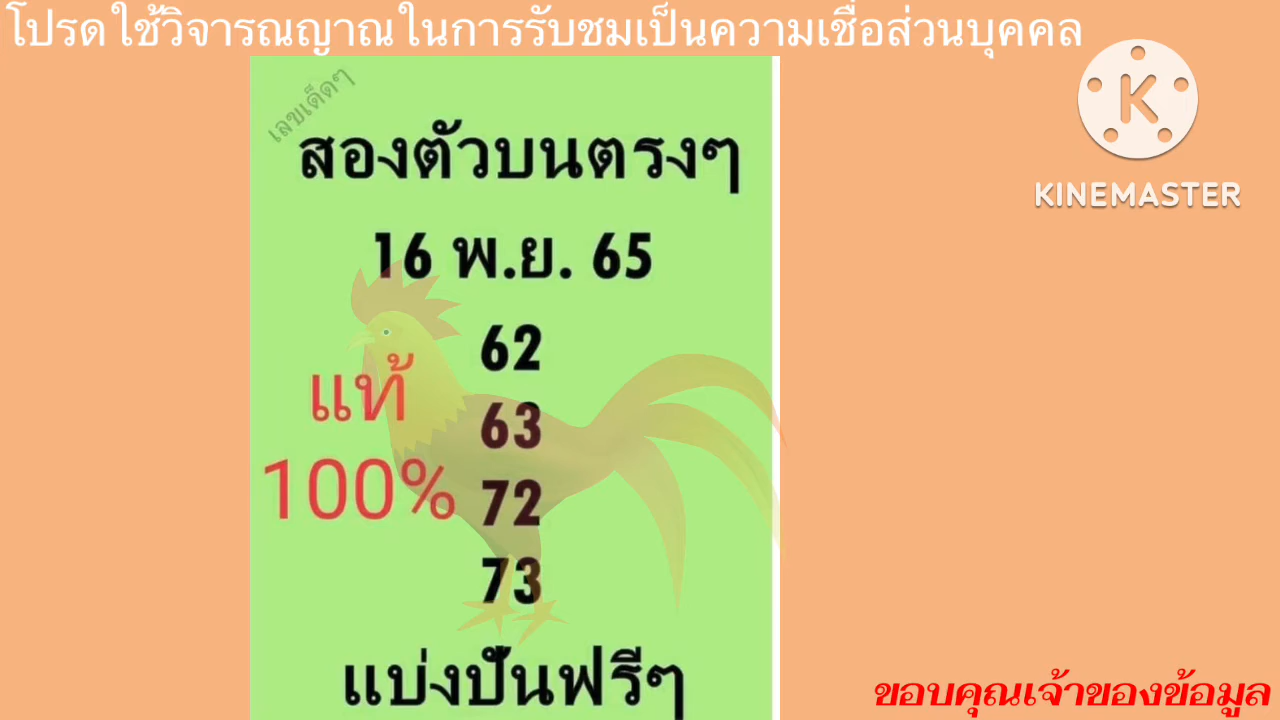 โปรดใช้วิจารณญาณในการรับชมเป็นความเชื่อส่วนบุคคล
KINEMASTER
เลขเด็ดๆ
สองตัวบนตรงๆ
16 พ.ย. 65
62
แท้
63
100%
72
73
แบ่งปันฟรีๆ
ขอบคุณเจ้าของข้อมูล